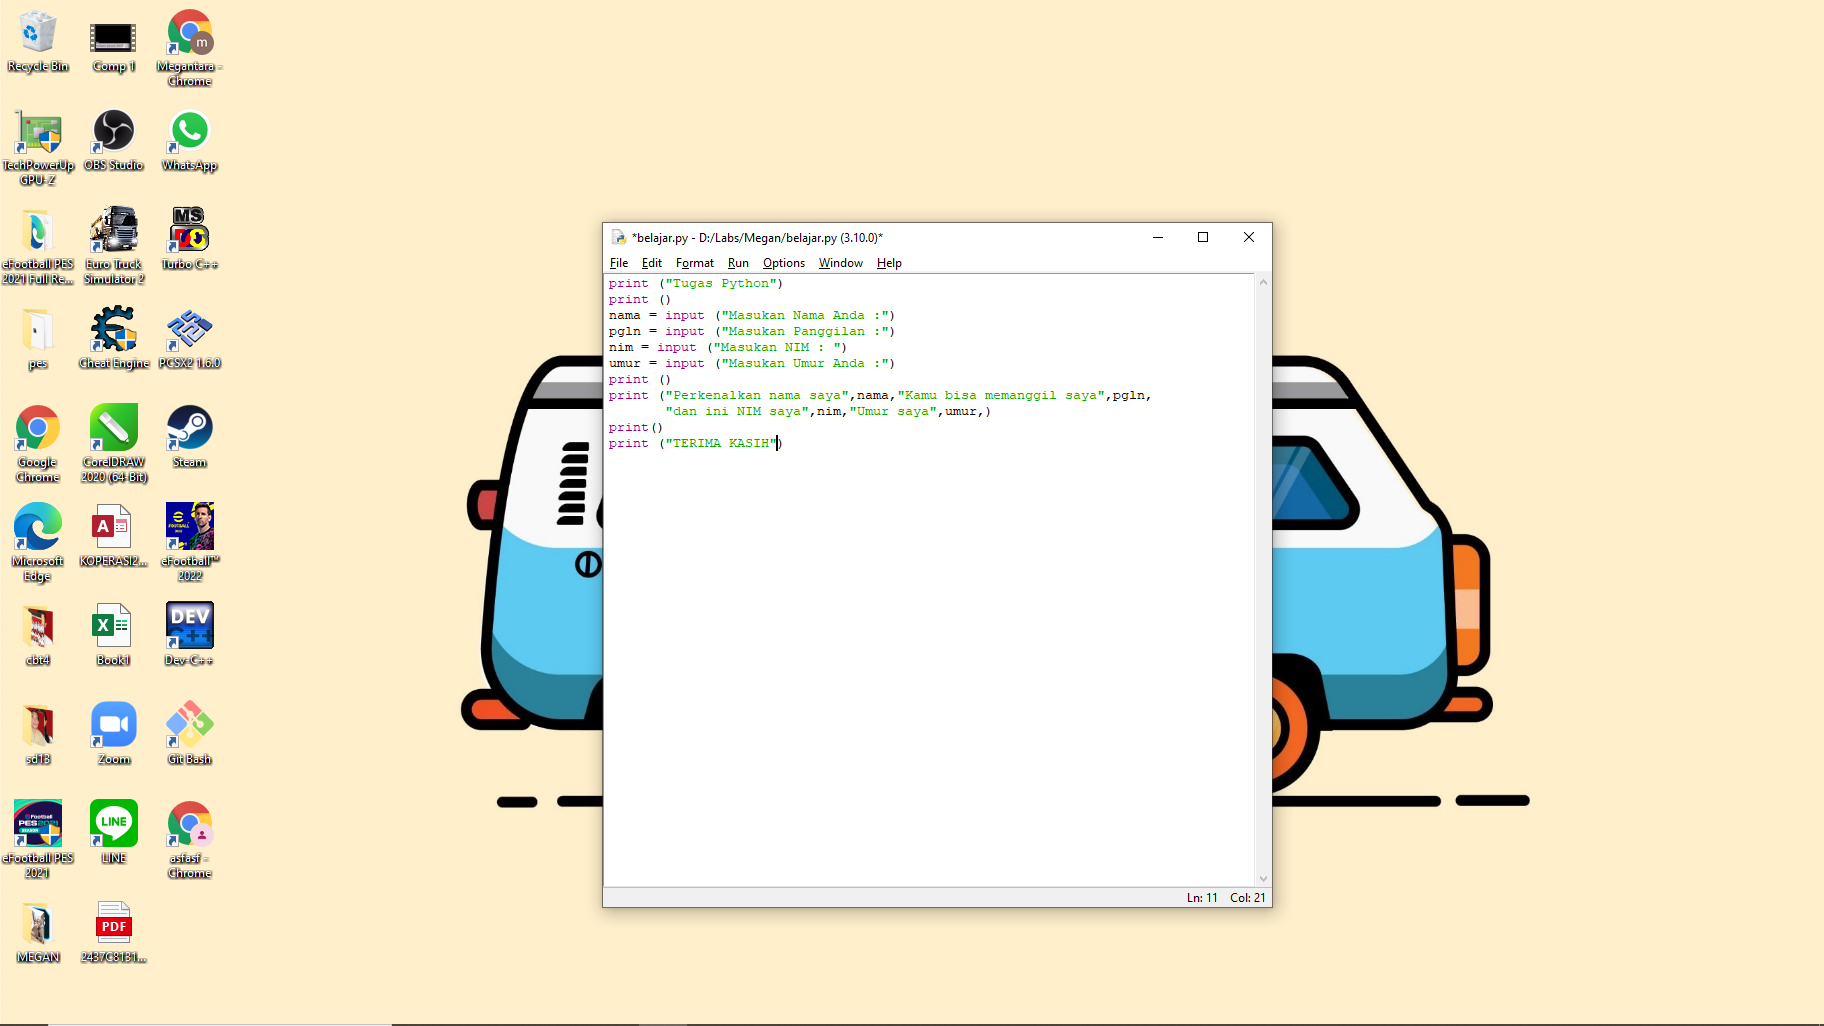 Recycle Bin
Comp 1
Megantara -
Chrome
TechPowerUp
GPU-Z
OBS Studio
WhatsApp
eFootball PES
2021 Full Re...
Euro Truck
Simulator 2
Turbo C++
pes
Cheat Engine
PCSX2 1.6.0
Google
Chrome
CorelDRAW
2020 (64-Bit)
Steam
Microsoft
Edge
KOPERASI2...
eFootball™
2022
cbt4
Book1
Dev-C++
sd13
Zoom
Git Bash
eFootball PES
2021
LINE
asfasf -
Chrome
MEGAN
2437C8131...
*belajar.py - D:/Labs/Megan/belajar.py (3.10.0)*
File Edit Format Run Options Window Help
print ("Tugas Python")
print ()
nama = input ("Masukan Nama Anda :")
pgln = input ("Masukan Panggilan :")
nim = input ("Masukan NIM : ")
umur = input ("Masukan Umur Anda :")
print ()
print ("Perkenalkan nama saya",nama,"Kamu bisa memanggil saya",pgln,
"dan ini NIM saya",nim,"Umur saya",umur,)
print()
print ("TERIMA KASIH")
Ln: 11 Col: 21